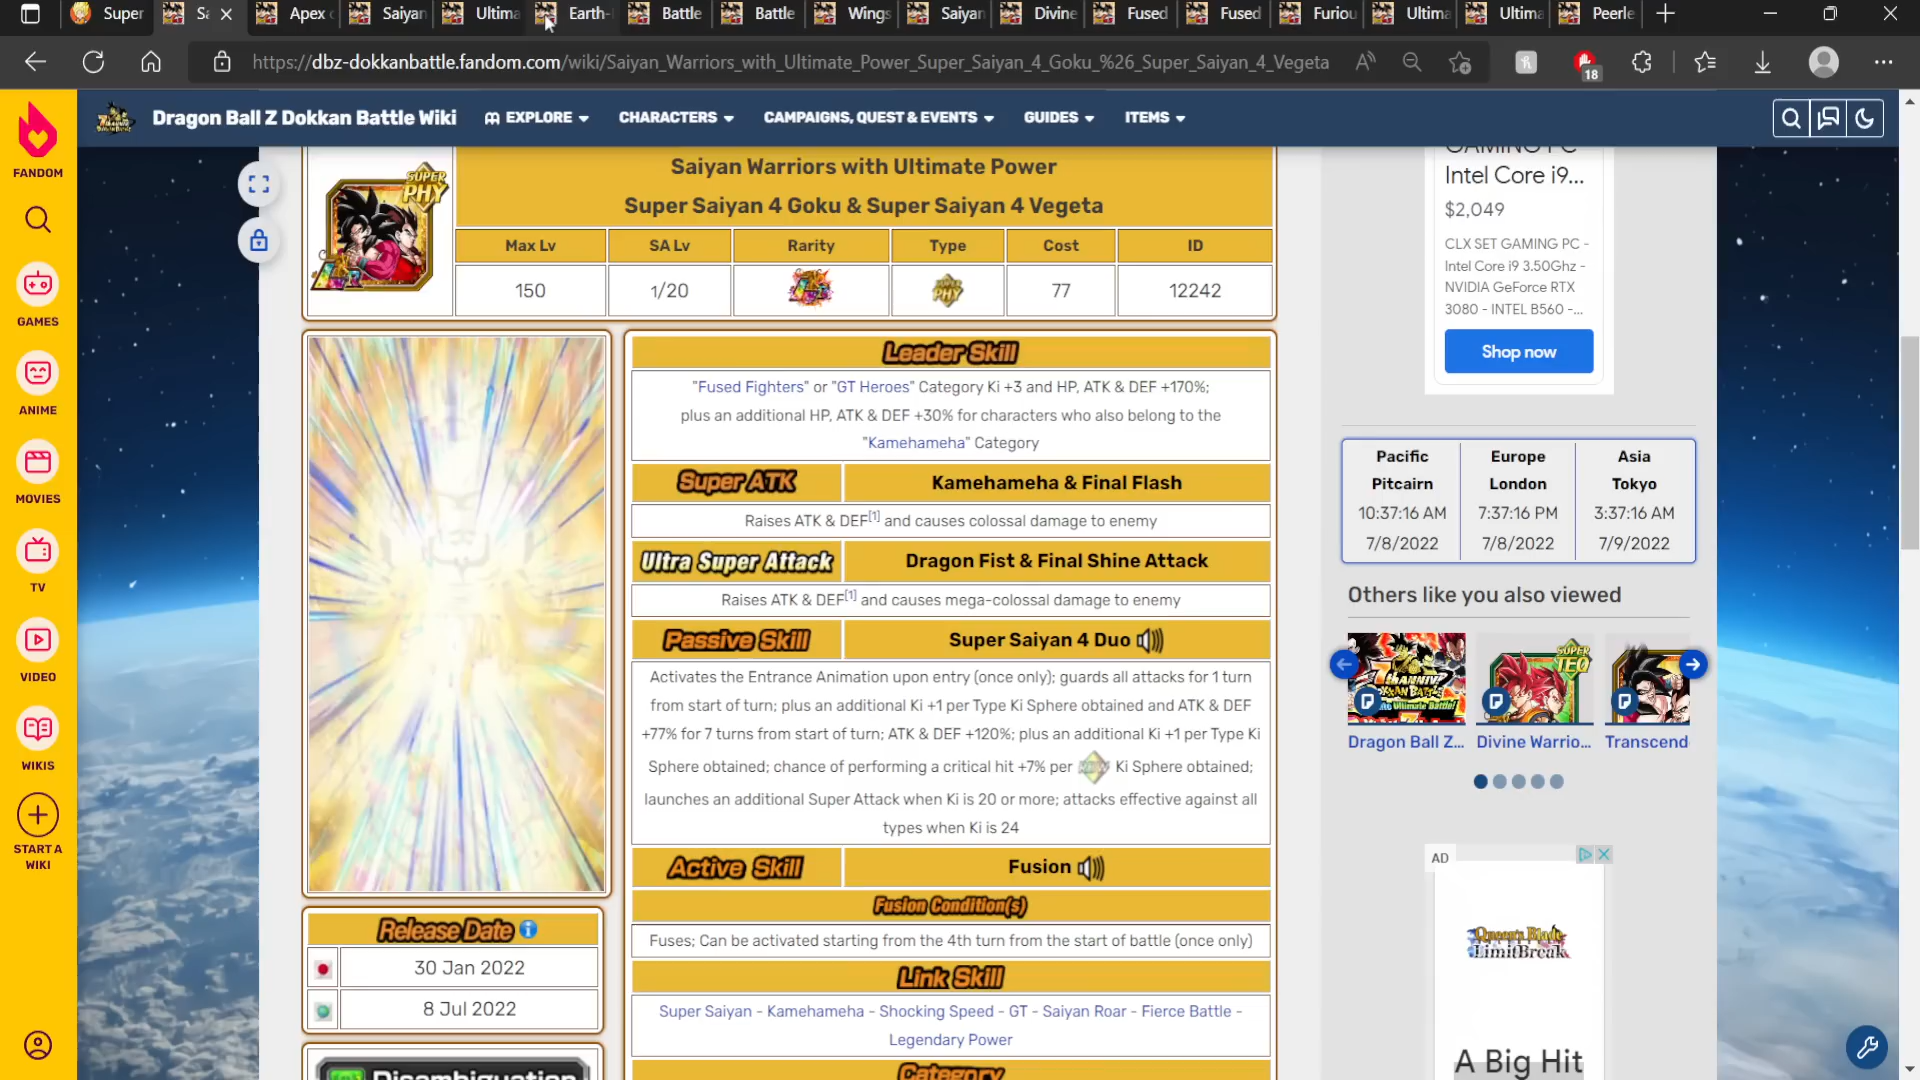 Super
Sa
Apex
Saiyan
Ultima
Earth-
Battle
Battle
Wings
Saiyan
Divine
Fused
Fused
Furiou
Ultima
Ultima
Peerle
https://dbz-dokkanbattle.fandom.com/wiki/Saiyan_Warriors_with_Ultimate_Power_Super_Saiyan_4_Goku_%26_Super_Saiyan_4_Vegeta
18
FANDOM
GAMES
ANIME
MOVIES
TV
VIDEO
WIKIS
START A
WIKI
Dragon Ball Z Dokkan Battle Wiki
EXPLORE
CHARACTERS
CAMPAIGNS, QUEST & EVENTS
GUIDES
ITEMS
SUPER
PHY
Saiyan Warriors with Ultimate Power
Super Saiyan 4 Goku & Super Saiyan 4 Vegeta
Max Lv
SA Lv
Rarity
Type
Cost
ID
150
1/20
PHY
77
12242
Leader Skill
"Fused Fighters" or "GT Heroes" Category Ki +3 and HP, ATK & DEF +170%;
plus an additional HP, ATK & DEF +30% for characters who also belong to the
"Kamehameha" Category
Super ATK
Kamehameha & Final Flash
Raises ATK & DEF[1] and causes colossal damage to enemy
Ultra Super Attack
Dragon Fist & Final Shine Attack
Raises ATK & DEF[1] and causes mega-colossal damage to enemy
Passive Skill
Super Saiyan 4 Duo
Activates the Entrance Animation upon entry (once only); guards all attacks for 1 turn
from start of turn; plus an additional Ki +1 per Type Ki Sphere obtained and ATK & DEF
+77% for 7 turns from start of turn; ATK & DEF +120%; plus an additional Ki +1 per Type Ki
Sphere obtained; chance of performing a critical hit +7% per Ki Sphere obtained;
launches an additional Super Attack when Ki is 20 or more; attacks effective against all
types when Ki is 24
Active Skill
Fusion
Fusion Condition(s)
Fuses; Can be activated starting from the 4th turn from the start of battle (once only)
Link Skill
Super Saiyan - Kamehameha - Shocking Speed - GT - Saiyan Roar - Fierce Battle -
Legendary Power
Category
Release Date
30 Jan 2022
8 Jul 2022
Disambiguation
GAMING PC
Intel Core i9...
$2,049
CLX SET GAMING PC -
Intel Core i9 3.50Ghz -
NVIDIA GeForce RTX
3080 - INTEL B560 -...
Shop now
Pacific
Pitcairn
10:37:16 AM
7/8/2022
Europe
London
7:37:16 PM
7/8/2022
Asia
Tokyo
3:37:16 AM
7/9/2022
Others like you also viewed
SUPER
TEQ
Dragon Ball Z...
Divine Warrio...
Transcend
AD
Queen's Blade
LimitBreak
A Big Hit